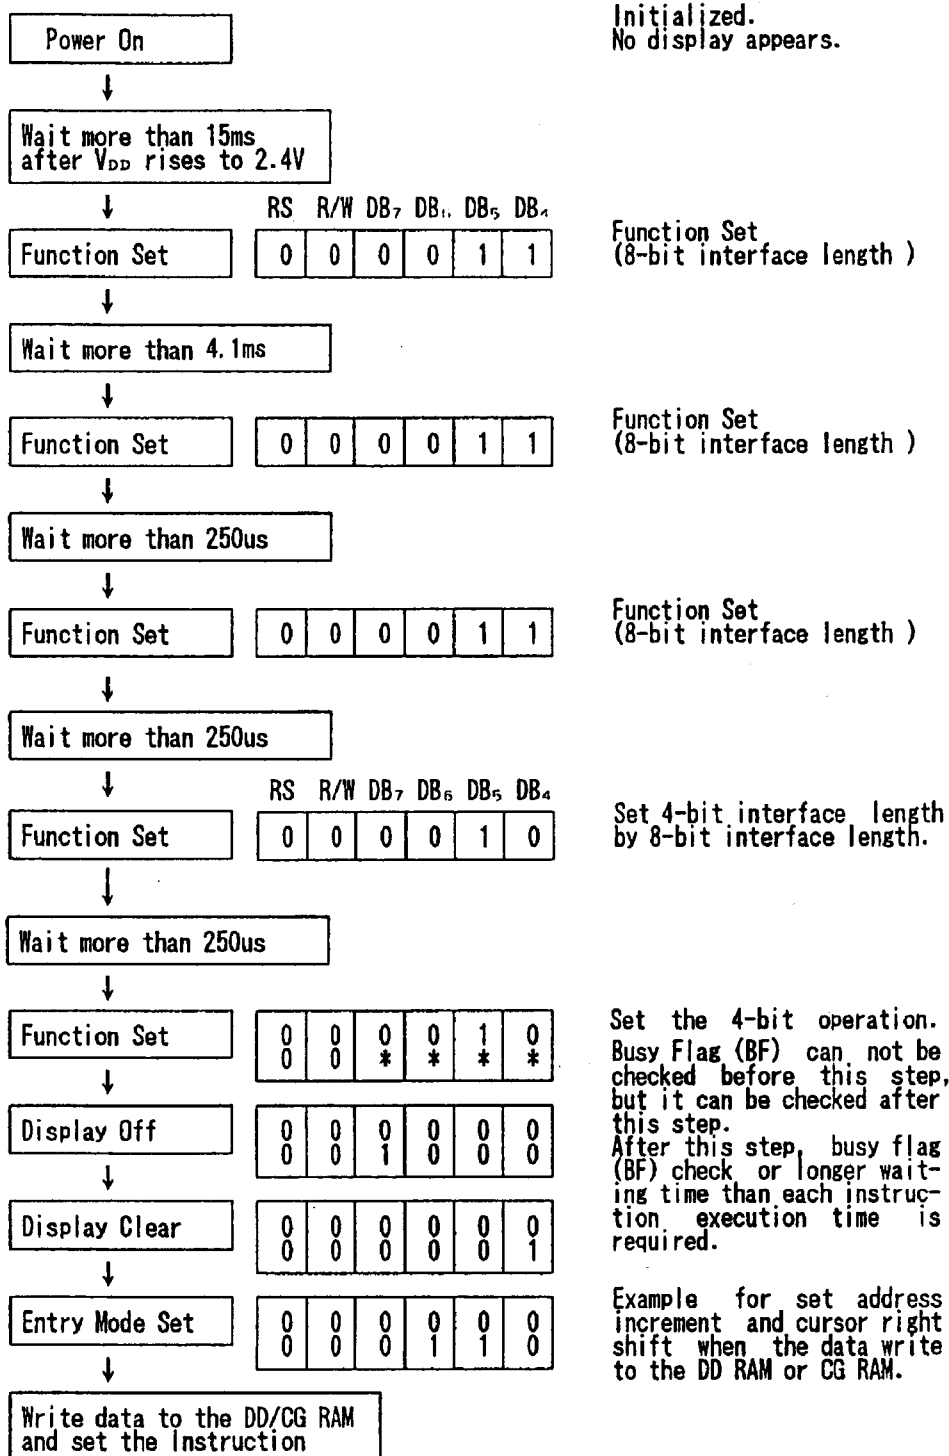 Power On
Initialized.
No display appears.
↓
Wait more than 15ms
after VDD rises to 2.4V
↓
RS R/W DB7 DB6 DB5 DB4
Function Set
0 0 0 0 1 1
Function Set
(8-bit interface length )
↓
Wait more than 4.1ms
↓
Function Set
0 0 0 0 1 1
Function Set
(8-bit interface length )
↓
Wait more than 250us
↓
Function Set
0 0 0 0 1 1
Function Set
(8-bit interface length )
↓
Wait more than 250us
↓
RS R/W DB7 DB6 DB5 DB4
Function Set
0 0 0 0 1 0
Set 4-bit interface length
by 8-bit interface length.
↓
Wait more than 250us
↓
Function Set
0 0 0 0 1 0
0 0 * * * *
Set the 4-bit operation.
Busy Flag (BF) can not be
checked before this step,
but it can be checked after
this step.
After this step, busy flag
(BF) check or longer wait-
ing time than each instruc-
tion execution time is
required.
↓
Display Off
0 0 0 0 0 0
0 0 1 0 0 0
↓
Display Clear
0 0 0 0 0 0
0 0 0 0 0 1
↓
Entry Mode Set
0 0 0 0 0 0
0 0 0 1 1 0
Example for set address
increment and cursor right
shift when the data write
to the DD RAM or CG RAM.
↓
Write data to the DD/CG RAM
and set the Instruction